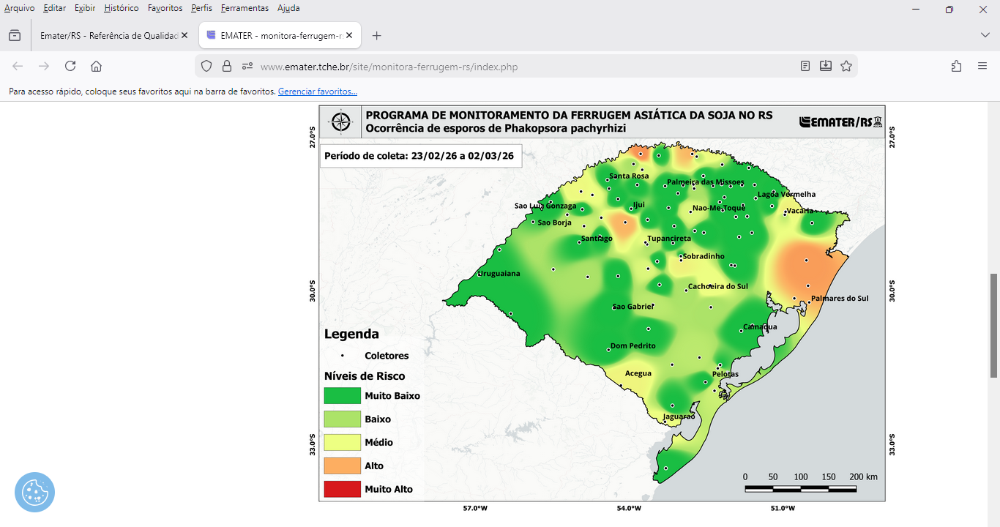 Arquivo Editar Exibir Histórico Favoritos Perfis Ferramentas Ajuda
Emater/RS - Referência de Qualidad
EMATER - monitora-ferrugem-r
www.emater.tche.br/site/monitora-ferrugem-rs/index.php
Para acesso rápido, coloque seus favoritos aqui na barra de favoritos. Gerenciar favoritos...
PROGRAMA DE MONITORAMENTO DA FERRUGEM ASIÁTICA DA SOJA NO RS
Ocorrência de esporos de Phakopsora pachyrhizi
EMATER/RS
27.0°S
27.0°S
Período de coleta: 23/02/26 a 02/03/26
Santa Rosa
Palmeira das Missoes
Lagoa Vermelha
Sao Luiz Gonzaga
Ijui
Nao-Me-Toque
Vacaria
Sao Borja
Santiago
Tupancireta
Sobradinho
Uruguaiana
Cachoeira do Sul
30.0°S
30.0°S
Palmares do Sul
Sao Gabriel
Camaqua
Dom Pedrito
Acegua
Pelotas
Jaguarao
Legenda
Coletores
Níveis de Risco
Muito Baixo
Baixo
Médio
Alto
Muito Alto
33.0°S
33.0°S
0 50 100 150 200 km
57.0°W
54.0°W
51.0°W